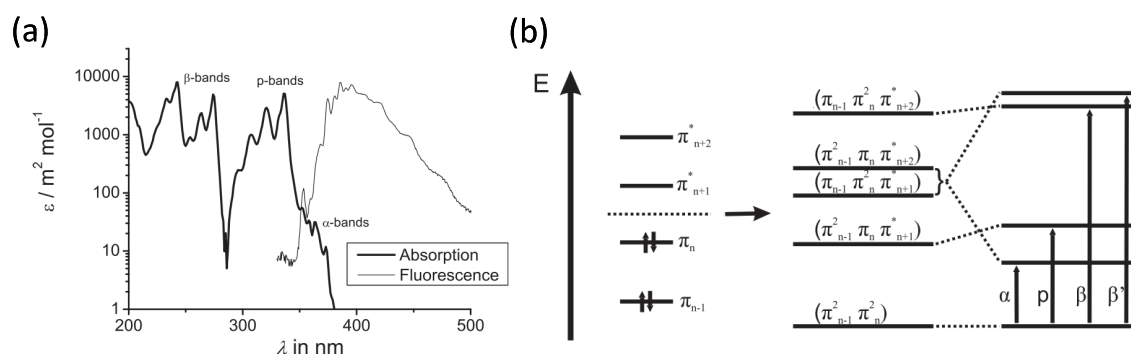 (a)
10000
1000
100
10
1
ε / m² mol⁻¹
β-bands
p-bands
α-bands
Absorption
Fluorescence
200
300
400
500
λ in nm
(b)
E
π*ₙ₊₂
π*ₙ₊₁
πₙ
πₙ₋₁
(πₙ₋₁ π²ₙ π*ₙ₊₂)
(π²ₙ₋₁ πₙ π*ₙ₊₂)
(πₙ₋₁ π²ₙ π*ₙ₊₁)
(π²ₙ₋₁ πₙ π*ₙ₊₁)
(π²ₙ₋₁ π²ₙ)
α
p
β
β'